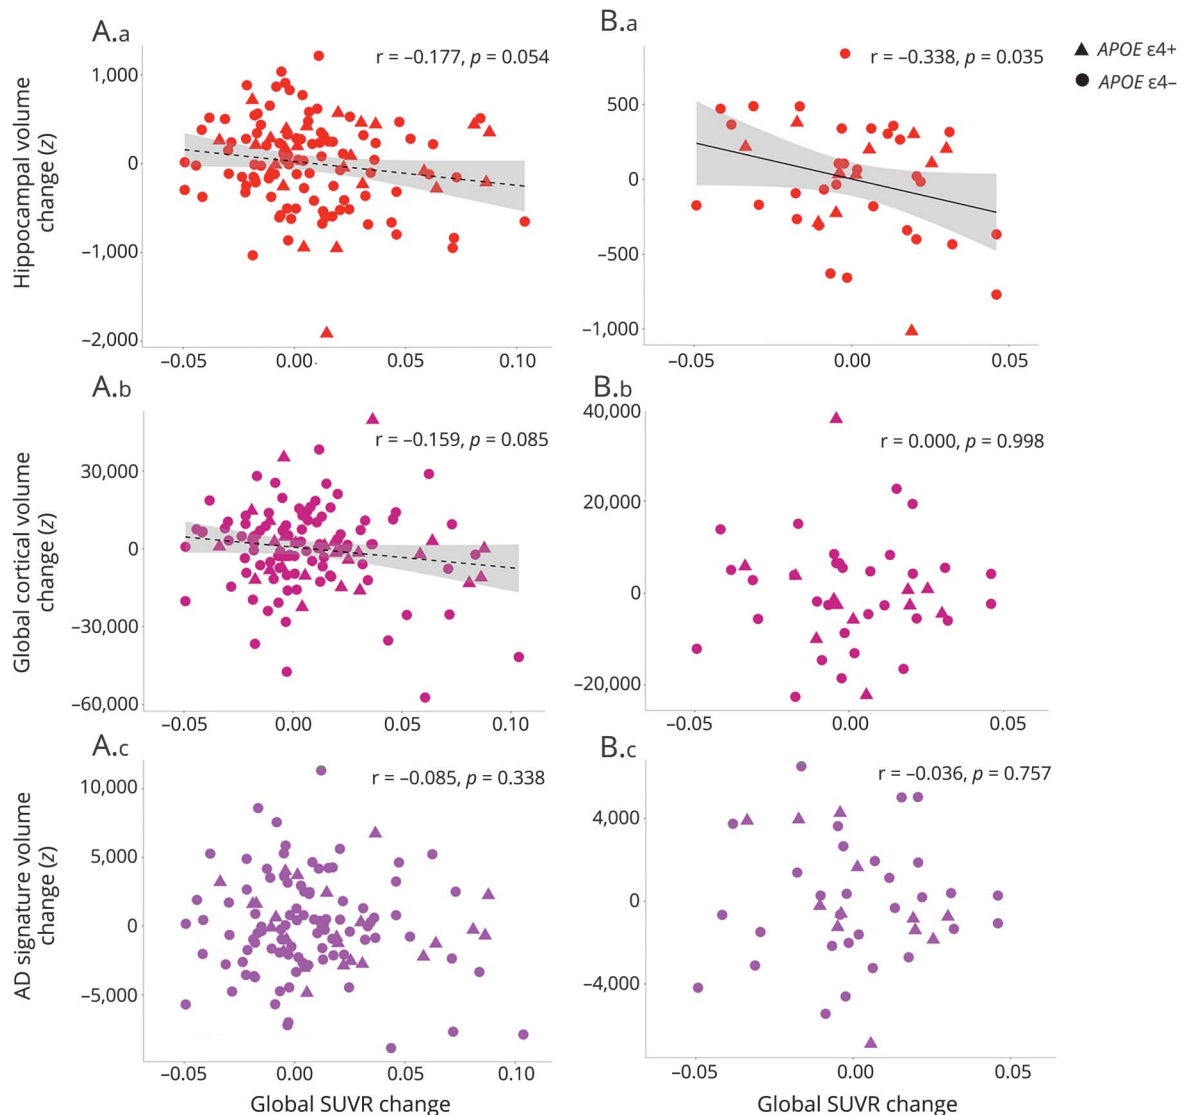 A.a
r = –0.177, p = 0.054
Hippocampal volume
change (z)
1,000
0
–1,000
–2,000
–0.05
0.00
0.05
0.10
B.a
r = –0.338, p = 0.035
APOE ε4+
APOE ε4–
500
0
–500
–1,000
–0.05
0.00
0.05
A.b
r = –0.159, p = 0.085
Global cortical volume
change (z)
30,000
0
–30,000
–60,000
–0.05
0.00
0.05
0.10
B.b
r = 0.000, p = 0.998
40,000
20,000
0
–20,000
–0.05
0.00
0.05
A.c
r = –0.085, p = 0.338
AD signature volume
change (z)
10,000
5,000
0
–5,000
–0.05
0.00
0.05
0.10
Global SUVR change
B.c
r = –0.036, p = 0.757
4,000
0
–4,000
–0.05
0.00
0.05
Global SUVR change